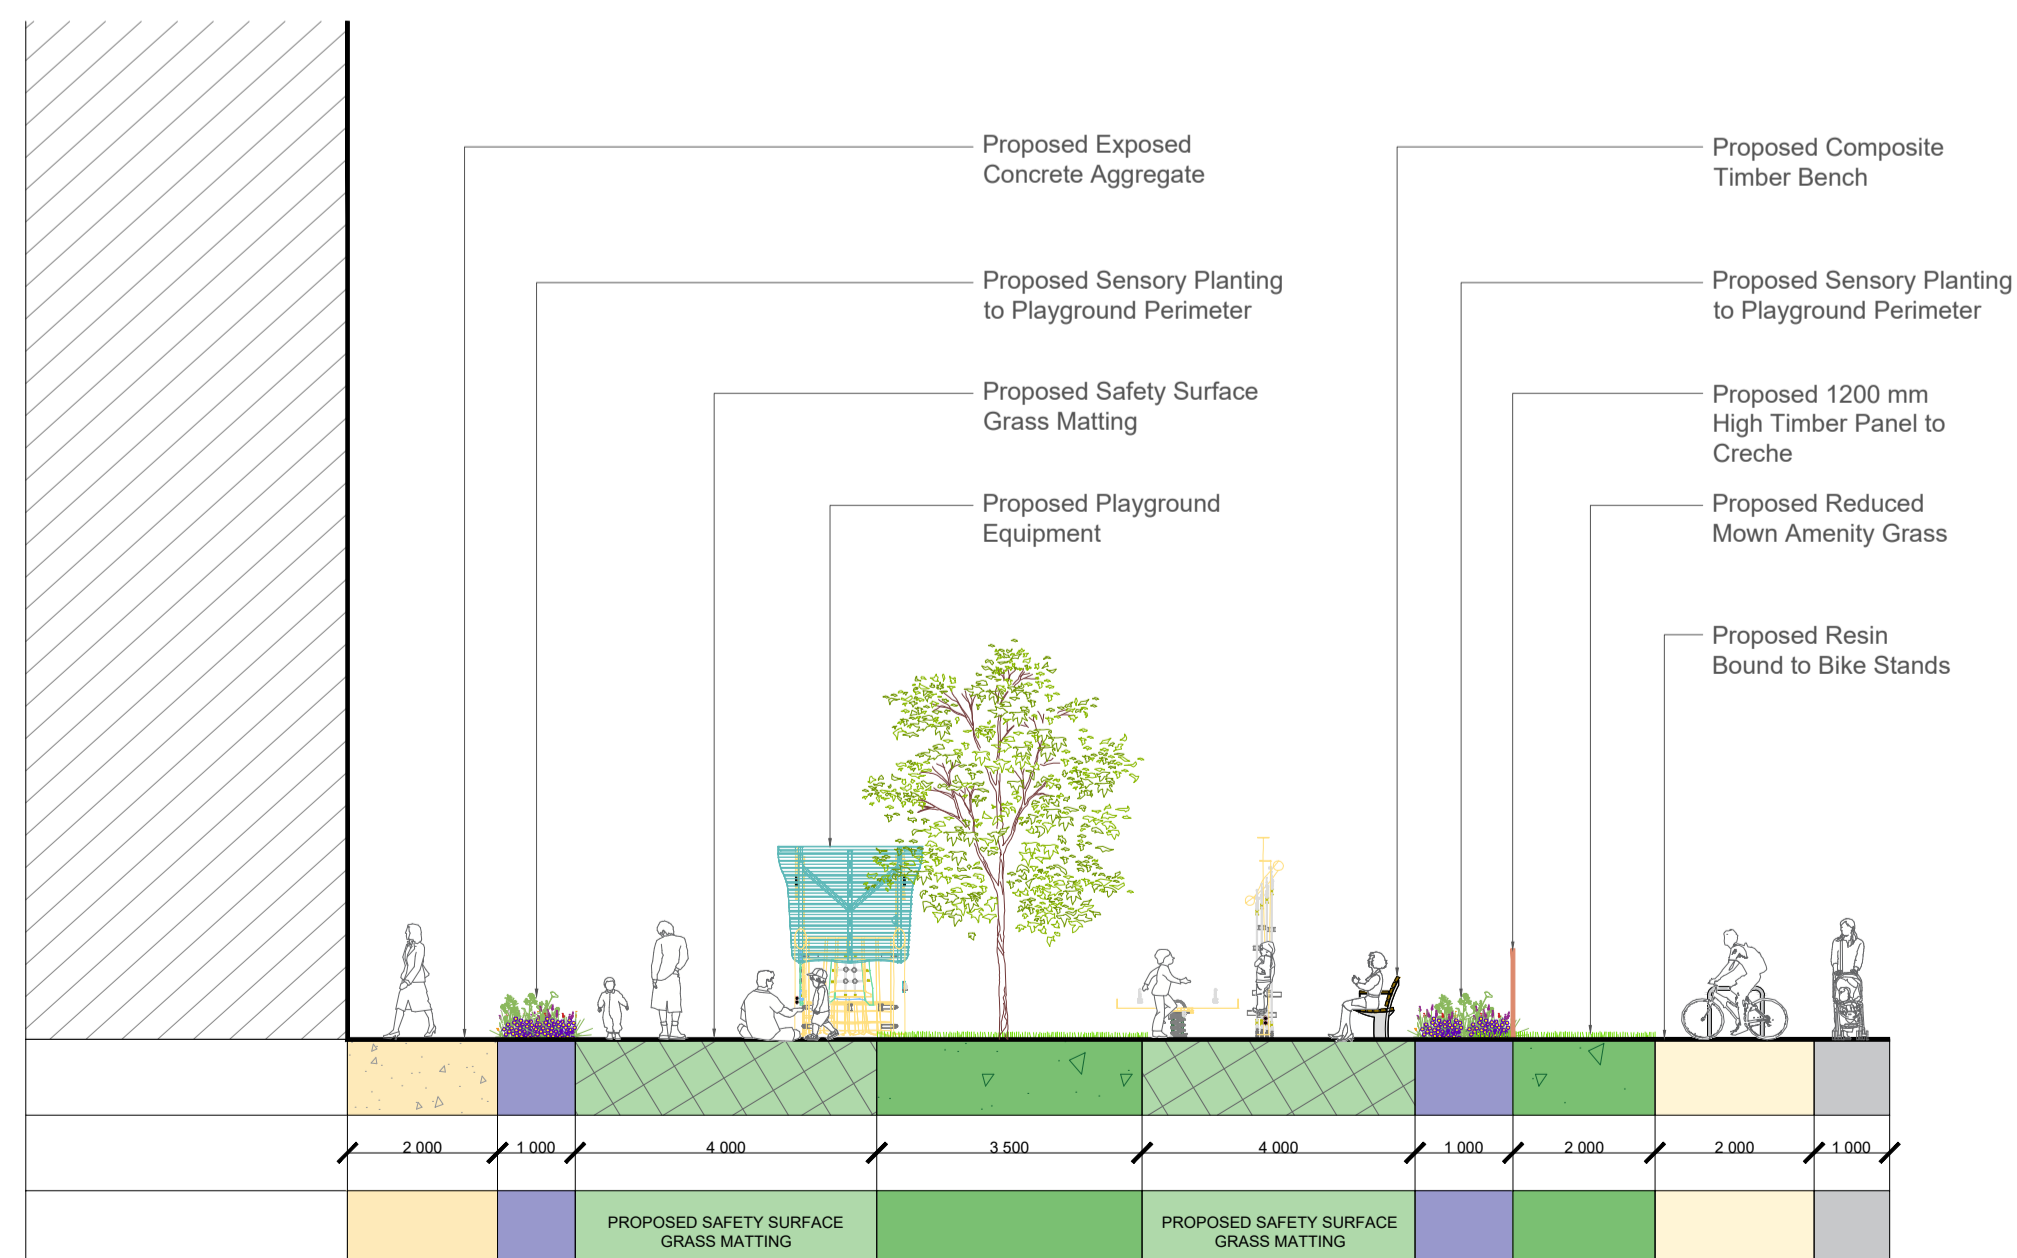 Proposed Exposed
Concrete Aggregate
Proposed Sensory Planting
to Playground Perimeter
Proposed Safety Surface
Grass Matting
Proposed Playground
Equipment
Proposed Composite
Timber Bench
Proposed Sensory Planting
to Playground Perimeter
Proposed 1200 mm
High Timber Panel to
Creche
Proposed Reduced
Mown Amenity Grass
Proposed Resin
Bound to Bike Stands
2 000
1 000
4 000
3 500
4 000
1 000
2 000
2 000
1 000
PROPOSED SAFETY SURFACE
GRASS MATTING
PROPOSED SAFETY SURFACE
GRASS MATTING